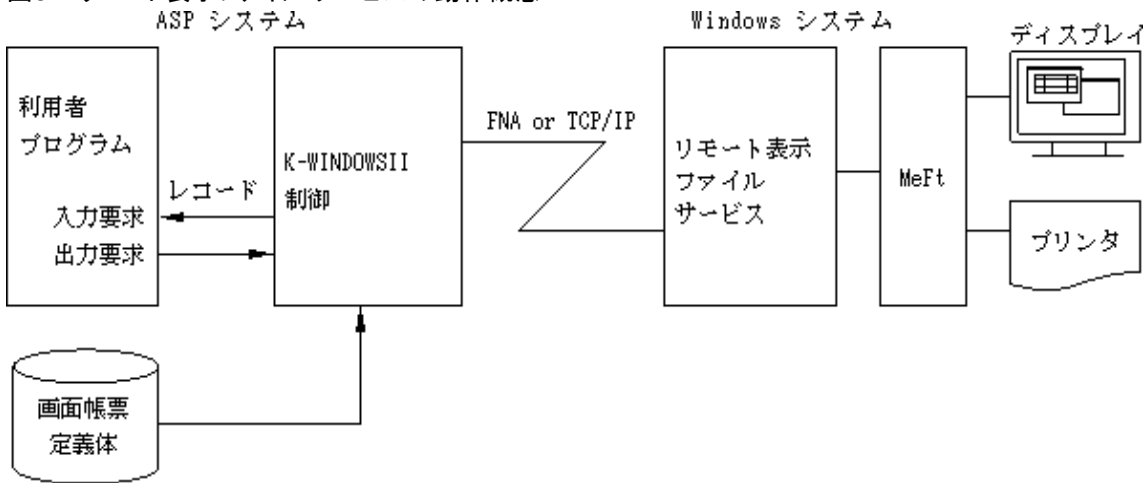 ASP システム
Windows システム
ディスプレイ
利用者
プログラム
FNA or TCP/IP
K-WINDOWSII
制御
リモート表示
ファイル
サービス
MeFt
レコード
入力要求
出力要求
プリンタ
画面帳票
定義体